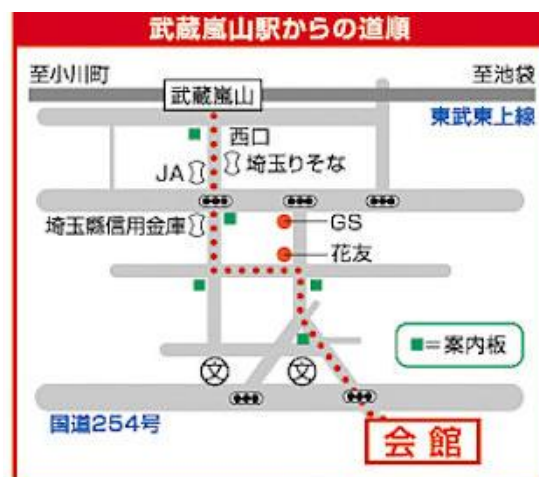 武蔵嵐山駅からの道順
至小川町
至池袋
武蔵嵐山
東武東上線
西口
JA
埼玉りそな
埼玉縣信用金庫
GS
花友
■=案内板
文
文
国道254号
会館